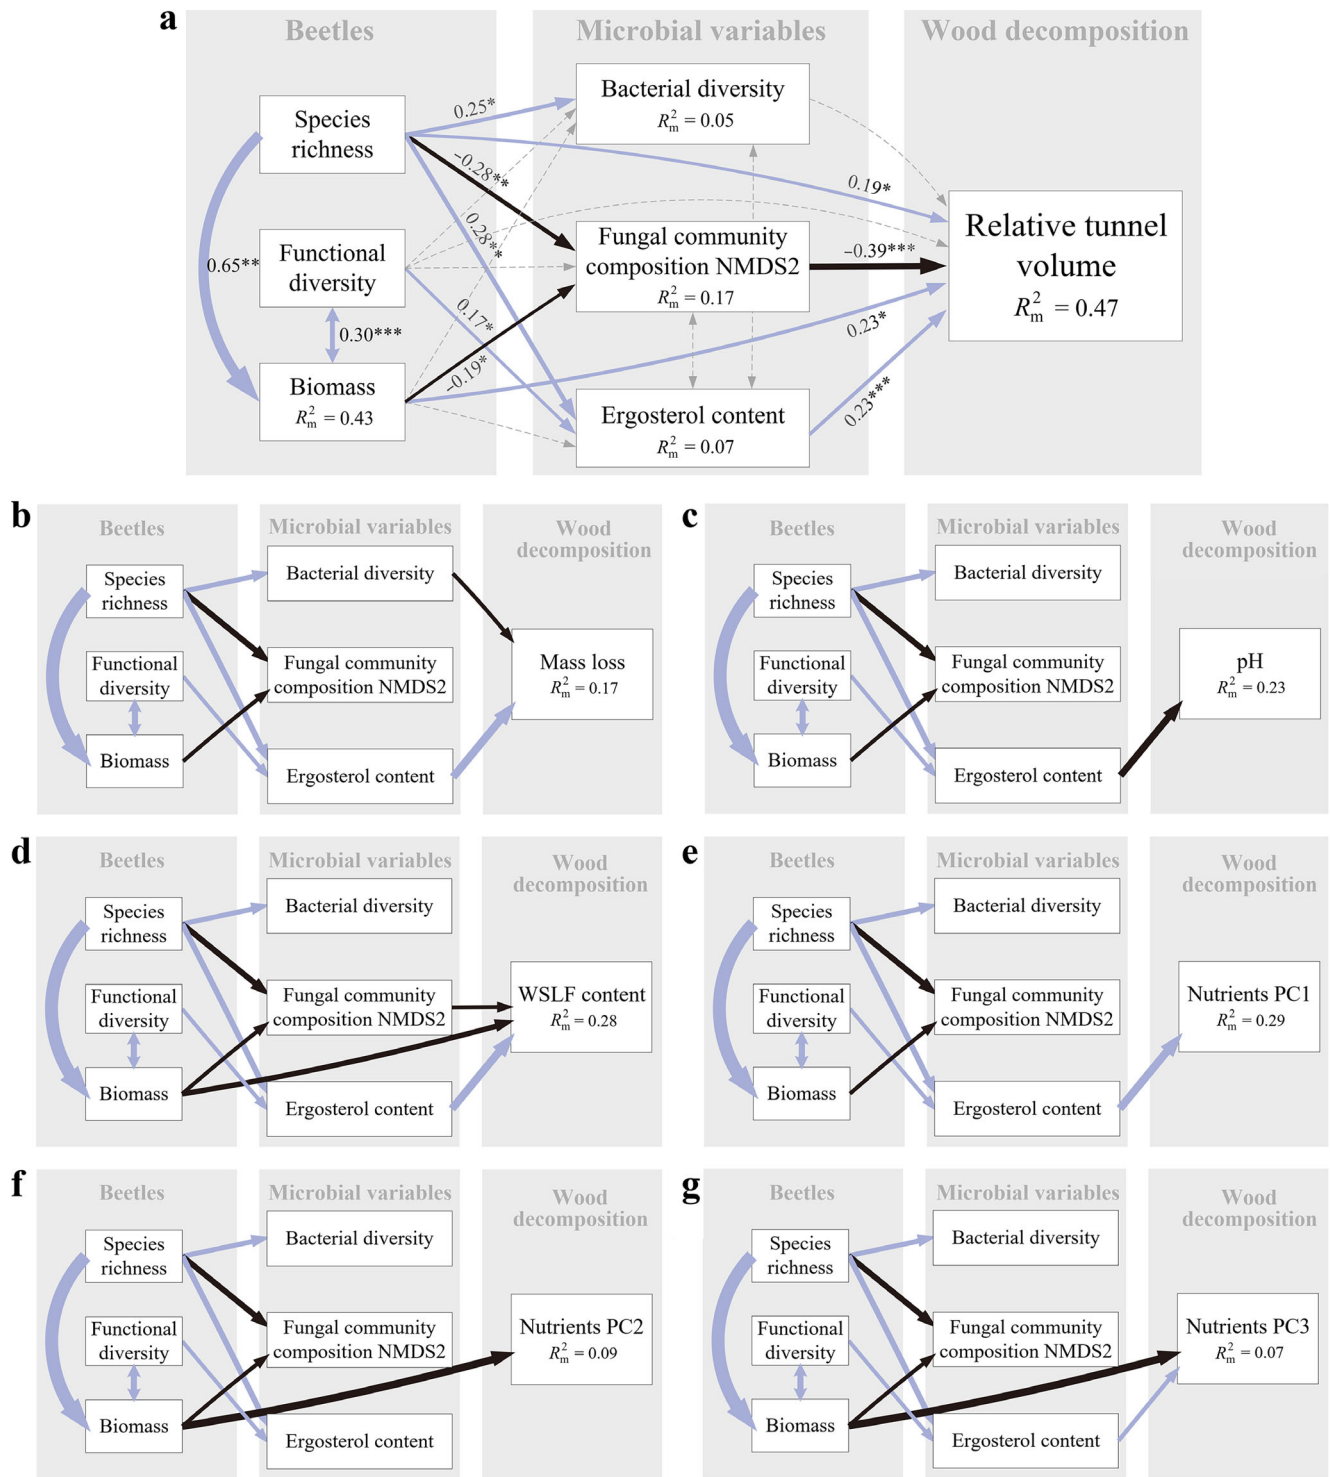 a
Beetles
Microbial variables
Wood decomposition
Species
richness
Functional
diversity
Biomass
R²m = 0.43
0.65**
0.30***
0.25*
−0.28**
0.28**
0.17*
−0.19*
Bacterial diversity
R²m = 0.05
Fungal community
composition NMDS2
R²m = 0.17
Ergosterol content
R²m = 0.07
0.19*
−0.39***
0.23*
0.23***
Relative tunnel
volume
R²m = 0.47
b
Beetles
Microbial variables
Wood
decomposition
Species
richness
Functional
diversity
Biomass
Bacterial diversity
Fungal community
composition NMDS2
Ergosterol content
Mass loss
R²m = 0.17
c
Beetles
Microbial variables
Wood
decomposition
Species
richness
Functional
diversity
Biomass
Bacterial diversity
Fungal community
composition NMDS2
Ergosterol content
pH
R²m = 0.23
d
Beetles
Microbial variables
Wood
decomposition
Species
richness
Functional
diversity
Biomass
Bacterial diversity
Fungal community
composition NMDS2
Ergosterol content
WSLF content
R²m = 0.28
e
Beetles
Microbial variables
Wood
decomposition
Species
richness
Functional
diversity
Biomass
Bacterial diversity
Fungal community
composition NMDS2
Ergosterol content
Nutrients PC1
R²m = 0.29
f
Beetles
Microbial variables
Wood
decomposition
Species
richness
Functional
diversity
Biomass
Bacterial diversity
Fungal community
composition NMDS2
Ergosterol content
Nutrients PC2
R²m = 0.09
g
Beetles
Microbial variables
Wood
decomposition
Species
richness
Functional
diversity
Biomass
Bacterial diversity
Fungal community
composition NMDS2
Ergosterol content
Nutrients PC3
R²m = 0.07